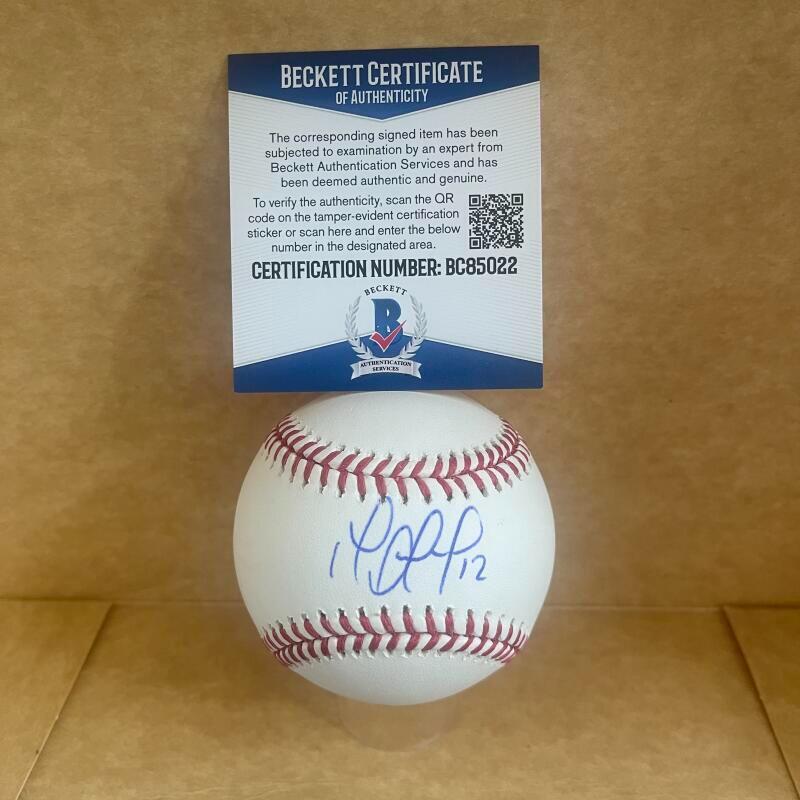 BECKETT CERTIFICATE
OF AUTHENTICITY
The corresponding signed item has been
subjected to examination by an expert from
Beckett Authentication Services and has
been deemed authentic and genuine.
To verify the authenticity, scan the QR
code on the tamper-evident certification
sticker or scan here and enter the below
number in the designated area.
CERTIFICATION NUMBER: BC85022
BECKETT
B
AUTHENTICATION
SERVICES
12